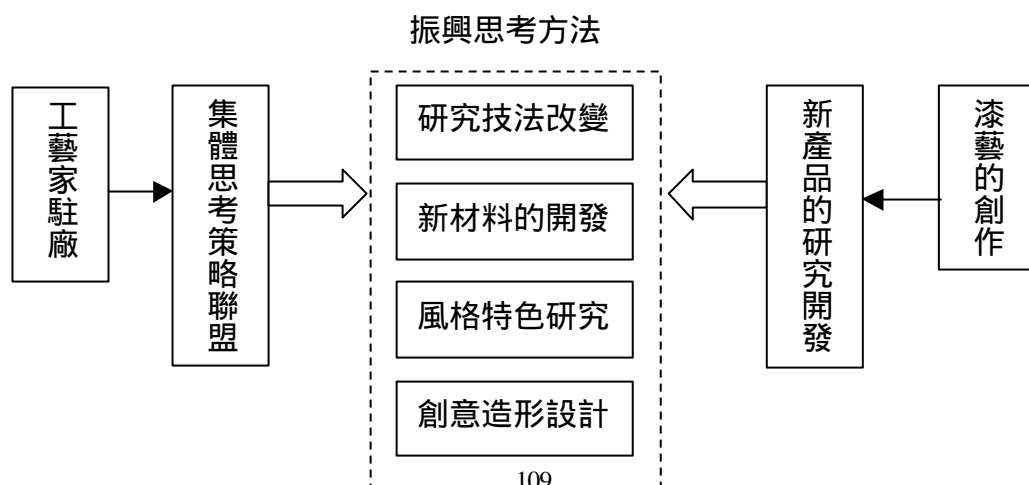 振興思考方法
工藝家駐廠
集體思考策略聯盟
研究技法改變
新材料的開發
風格特色研究
創意造形設計
新產品的研究開發
漆藝的創作
109